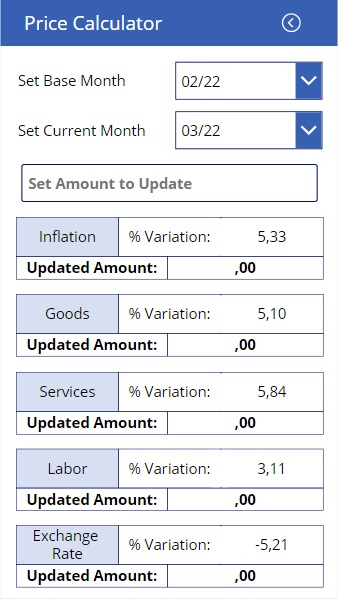 Price Calculator
Set Base Month 02/22
Set Current Month 03/22
Set Amount to Update
Inflation % Variation: 5,33
Updated Amount: ,00
Goods % Variation: 5,10
Updated Amount: ,00
Services % Variation: 5,84
Updated Amount: ,00
Labor % Variation: 3,11
Updated Amount: ,00
Exchange
Rate % Variation: -5,21
Updated Amount: ,00